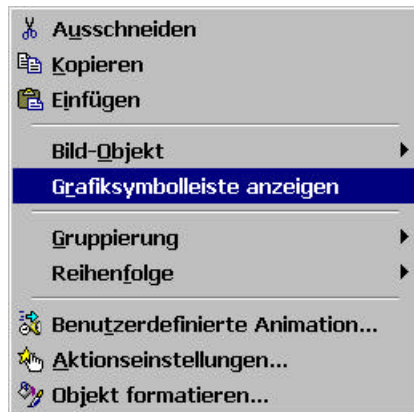 Ausschneiden
Kopieren
Einfügen
Bild-Objekt
Grafiksymbolleiste anzeigen
Gruppierung
Reihenfolge
Benutzerdefinierte Animation...
Aktionseinstellungen...
Objekt formatieren...